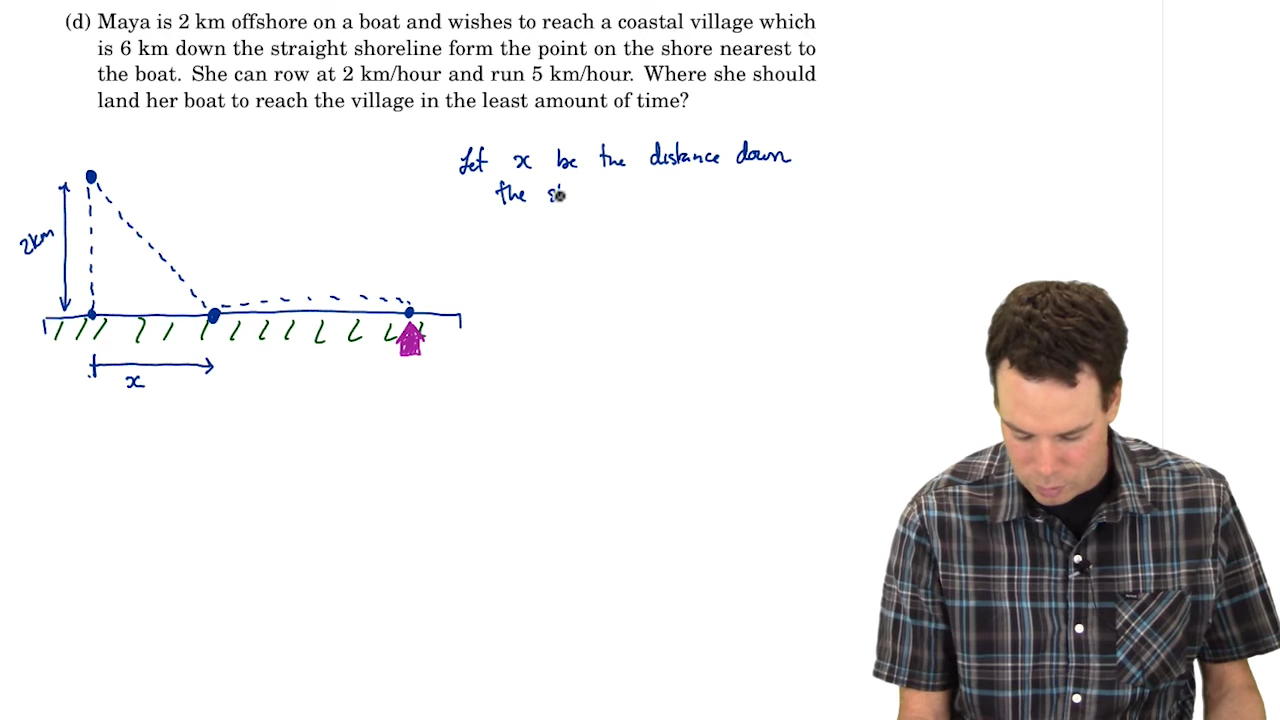 (d) Maya is 2 km offshore on a boat and wishes to reach a coastal village which
is 6 km down the straight shoreline form the point on the shore nearest to
the boat. She can row at 2 km/hour and run 5 km/hour. Where she should
land her boat to reach the village in the least amount of time?
Let x be the distance down
the
2km
x